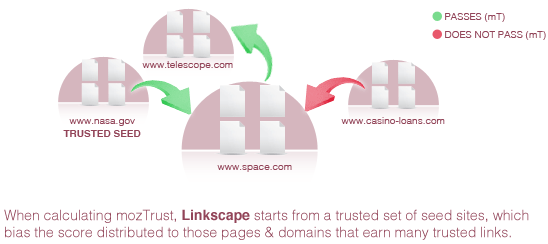 PASSES (mT)
DOES NOT PASS (mT)
www.telescope.com
www.nasa.gov
TRUSTED SEED
www.casino-loans.com
www.space.com
When calculating mozTrust, Linkscape starts from a trusted set of seed sites, which
bias the score distributed to those pages & domains that earn many trusted links.